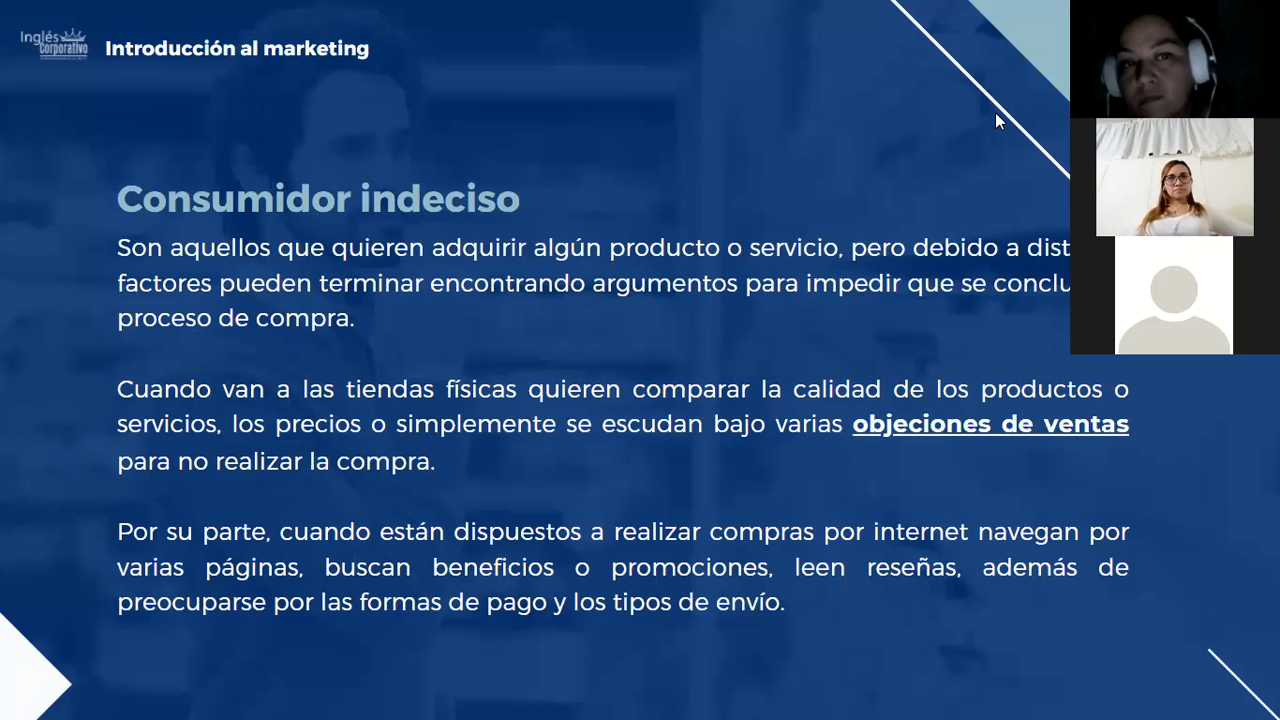 Inglés
Corporativo
Introducción al marketing
Consumidor indeciso
Son aquellos que quieren adquirir algún producto o servicio, pero debido a
factores pueden terminar encontrando argumentos para impedir que se
proceso de compra.
Cuando van a las tiendas físicas quieren comparar la calidad de los productos o
servicios, los precios o simplemente se escudan bajo varias objeciones de ventas
para no realizar la compra.
Por su parte, cuando están dispuestos a realizar compras por internet navegan por
varias páginas, buscan beneficios o promociones, leen reseñas, además de
preocuparse por las formas de pago y los tipos de envío.